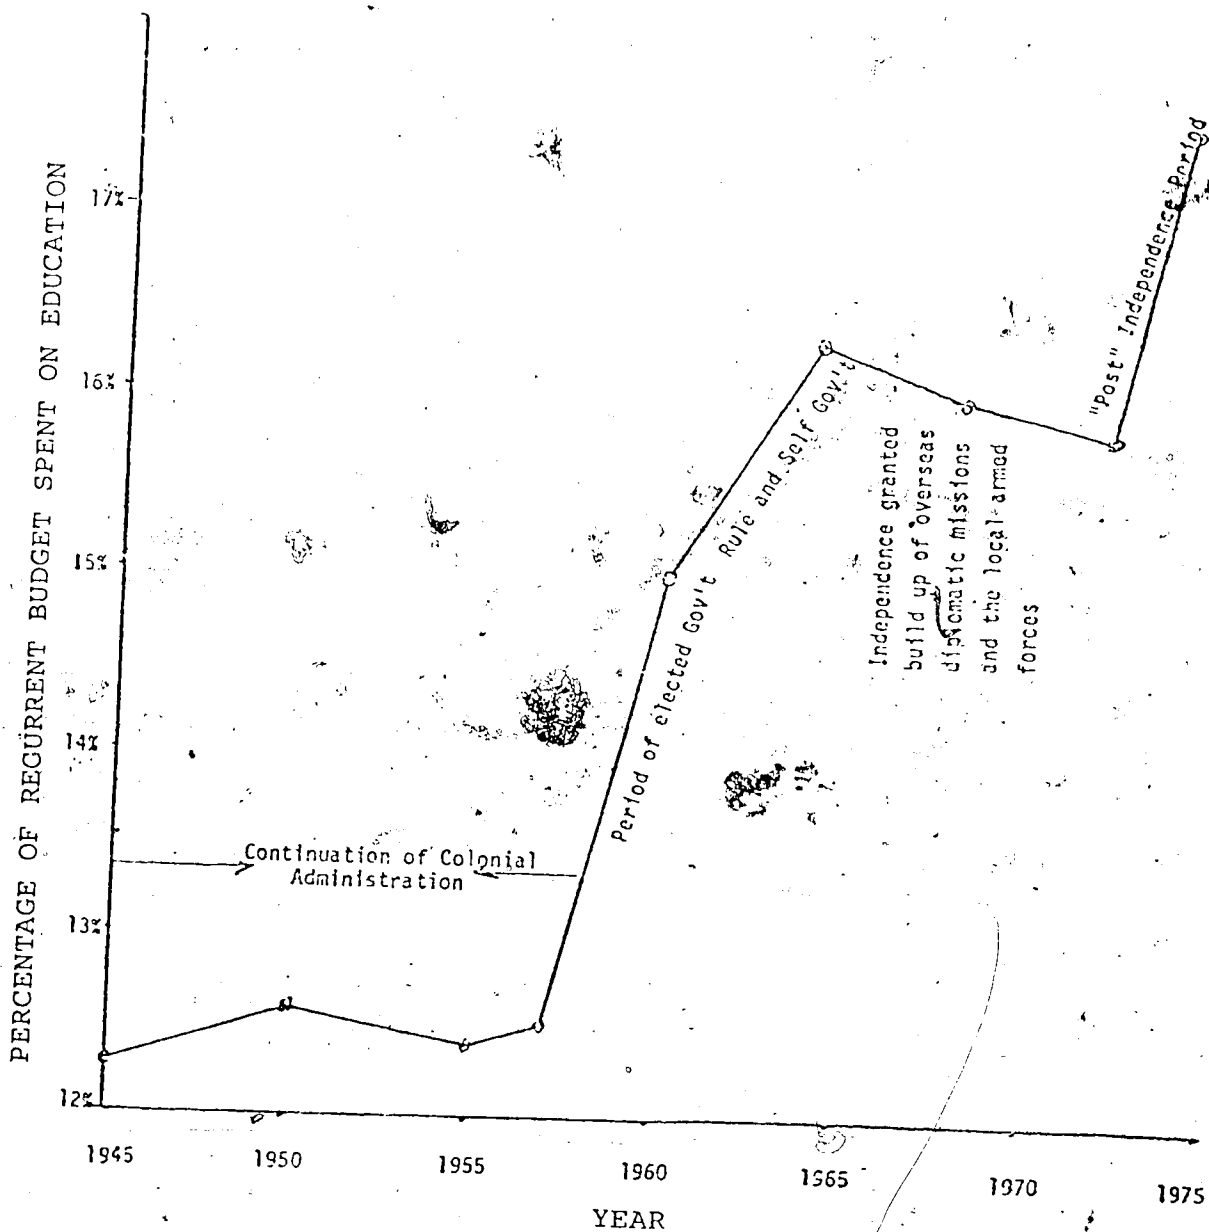 PERCENTAGE OF RECURRENT BUDGET SPENT ON EDUCATION
17%
16%
15%
14%
13%
12%
Continuation of Colonial
Administration
Period of elected Gov't Rule and Self Gov't
Independence granted
build up of overseas
diplomatic missions
and the local armed
forces
"Post" Independence Period
1945
1950
1955
1960
1965
1970
1975
YEAR